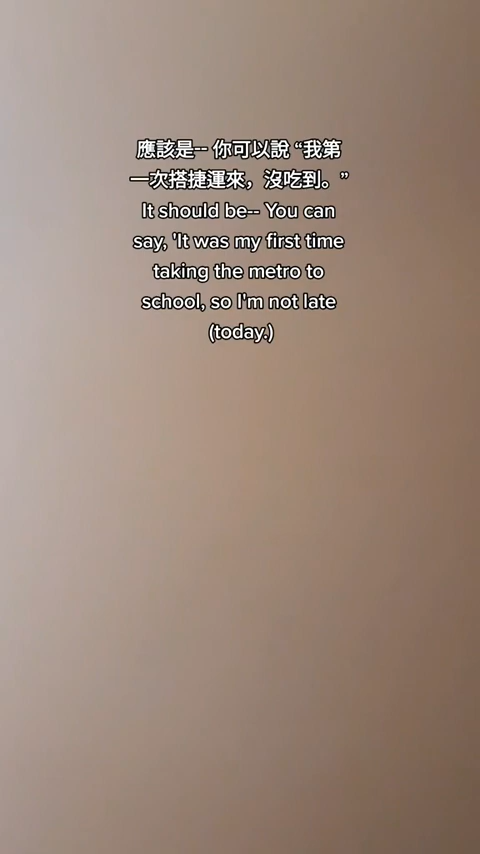 應該是-- 你可以說 “我第
一次搭捷運來，沒吃到。”
It should be-- You can
say, 'It was my first time
taking the metro to
school, so I'm not late
(today.)